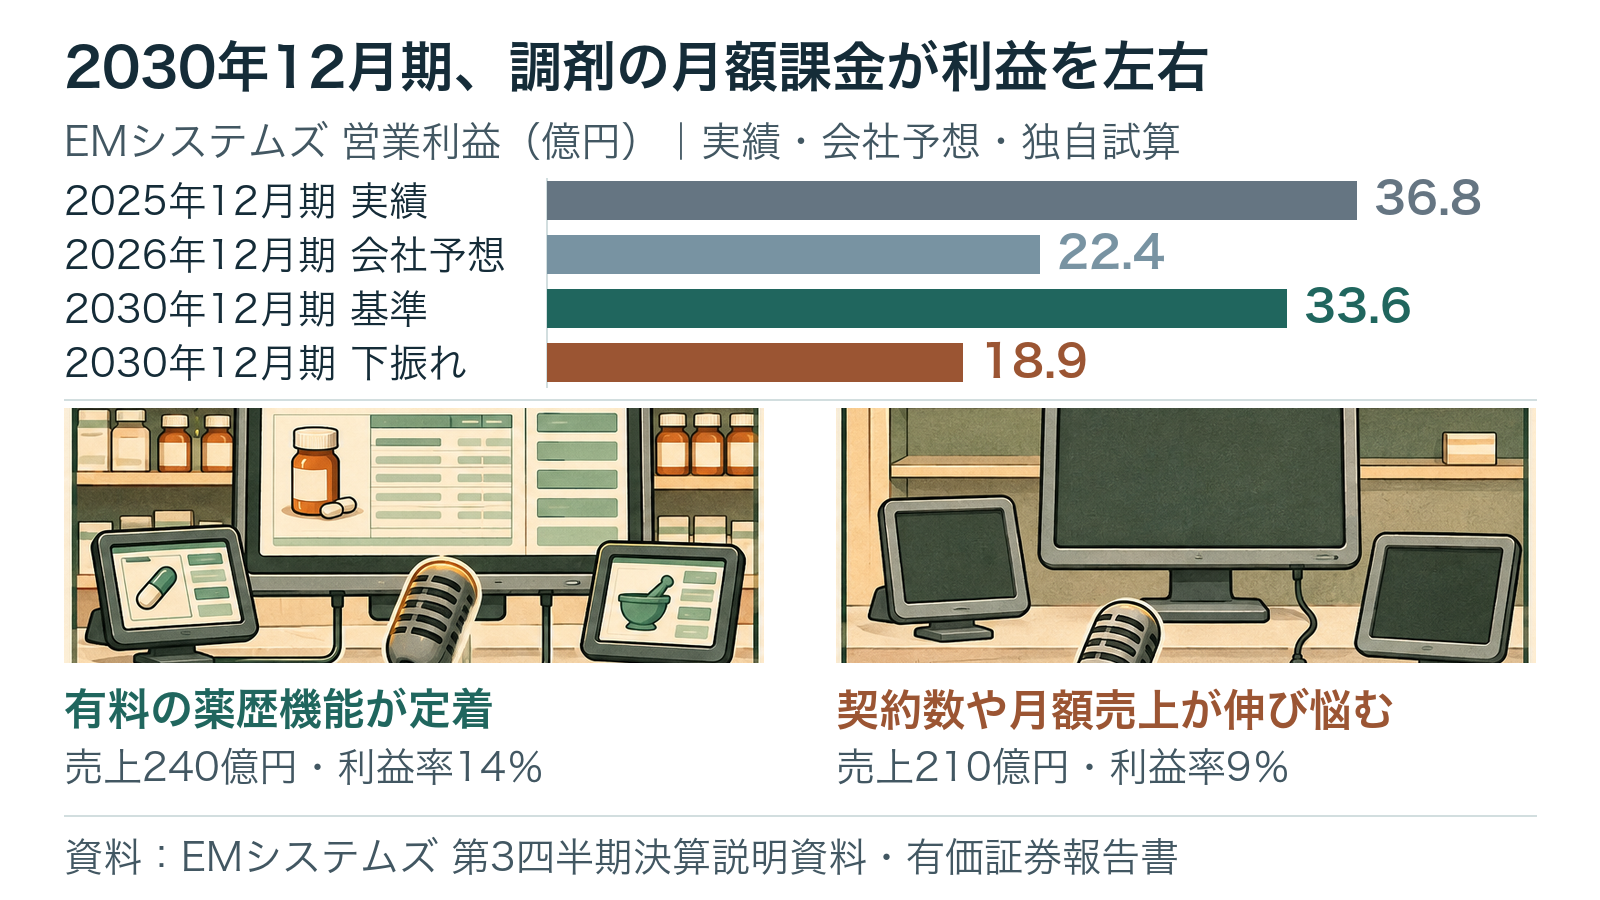 2030年12月期、調剤の月額課金が利益を左右
EMシステムズ 営業利益（億円）｜実績・会社予想・独自試算
2025年12月期 実績 36.8
2026年12月期 会社予想 22.4
2030年12月期 基準 33.6
2030年12月期 下振れ 18.9
有料の薬歴機能が定着
売上240億円・利益率14%
契約数や月額売上が伸び悩む
売上210億円・利益率9%
資料：EMシステムズ 第3四半期決算説明資料・有価証券報告書